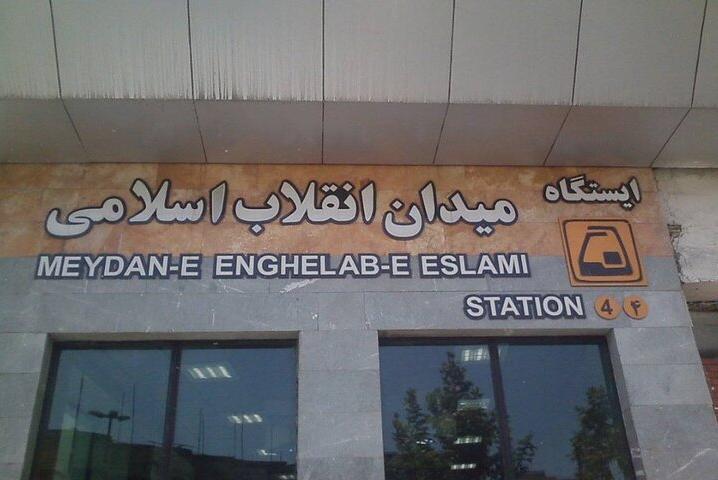 ایستگاه
میدان انقلاب اسلامی
MEYDAN-E ENGHELAB-E ESLAMI
STATION 4 ۴